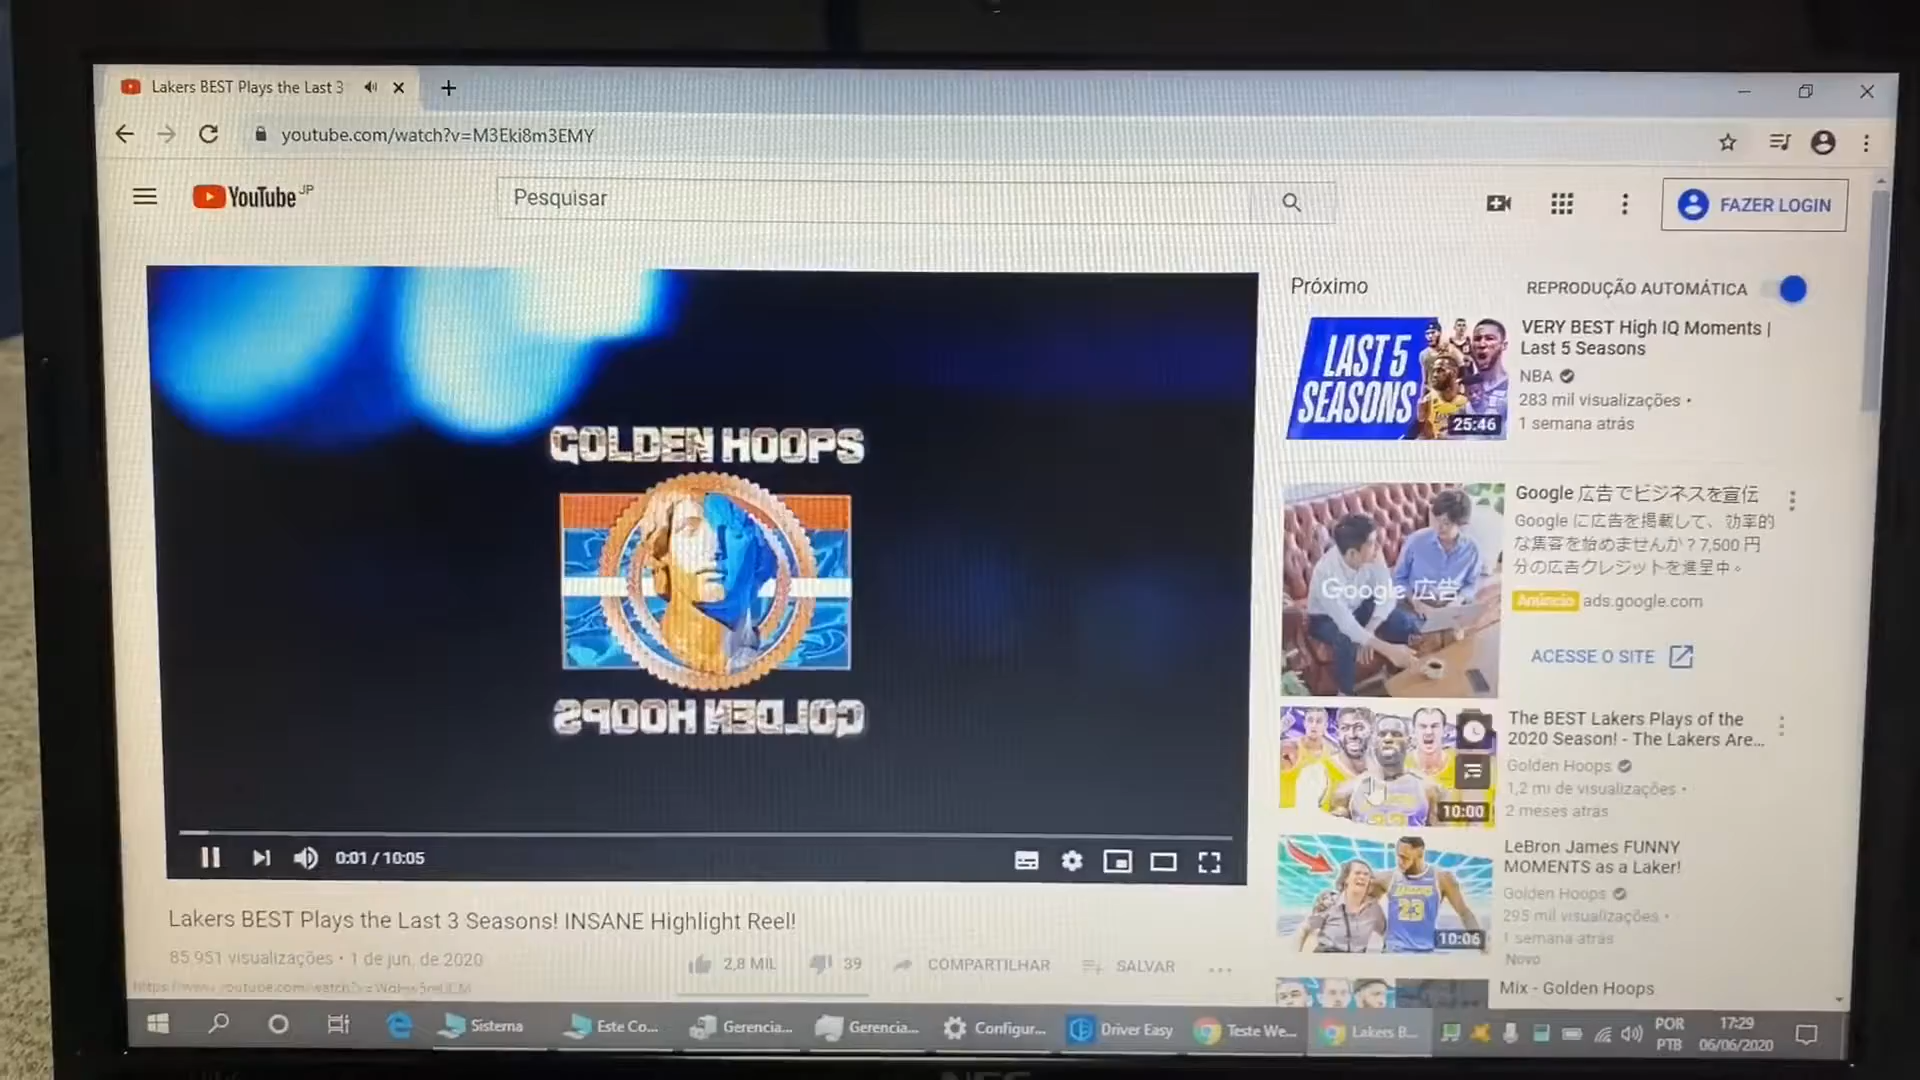 Lakers BEST Plays the Last 3
youtube.com/watch?v=M3Eki8m3EMY
YouTube JP
Pesquisar
FAZER LOGIN
GOLDEN HOOPS
GOLDEN HOOPS
0:01 / 10:05
Lakers BEST Plays the Last 3 Seasons! INSANE Highlight Reel!
85.951 visualizações • 1 de jun. de 2020
2,8 MIL
39
COMPARTILHAR
SALVAR
Próximo
REPRODUÇÃO AUTOMÁTICA
LAST 5
SEASONS
25:46
VERY BEST High IQ Moments |
Last 5 Seasons
NBA
283 mil visualizações •
1 semana atrás
Google 広告
Google 広告でビジネスを宣伝
Google に広告を掲載して、効率的
な集客を始めませんか？7,500 円
分の広告クレジットを進呈中。
Anúncio ads.google.com
ACESSE O SITE
10:00
The BEST Lakers Plays of the
2020 Season! - The Lakers Are...
Golden Hoops
1,2 mi de visualizações •
2 meses atrás
LAKERS
23
10:06
LeBron James FUNNY
MOMENTS as a Laker!
Golden Hoops
295 mil visualizações •
1 semana atrás
Novo
Mix - Golden Hoops
Sistema
Este Co...
Gerencia...
Gerencia...
Configur...
Driver Easy
Teste We...
Lakers B...
POR
PTB
17:29
06/06/2020
NEC